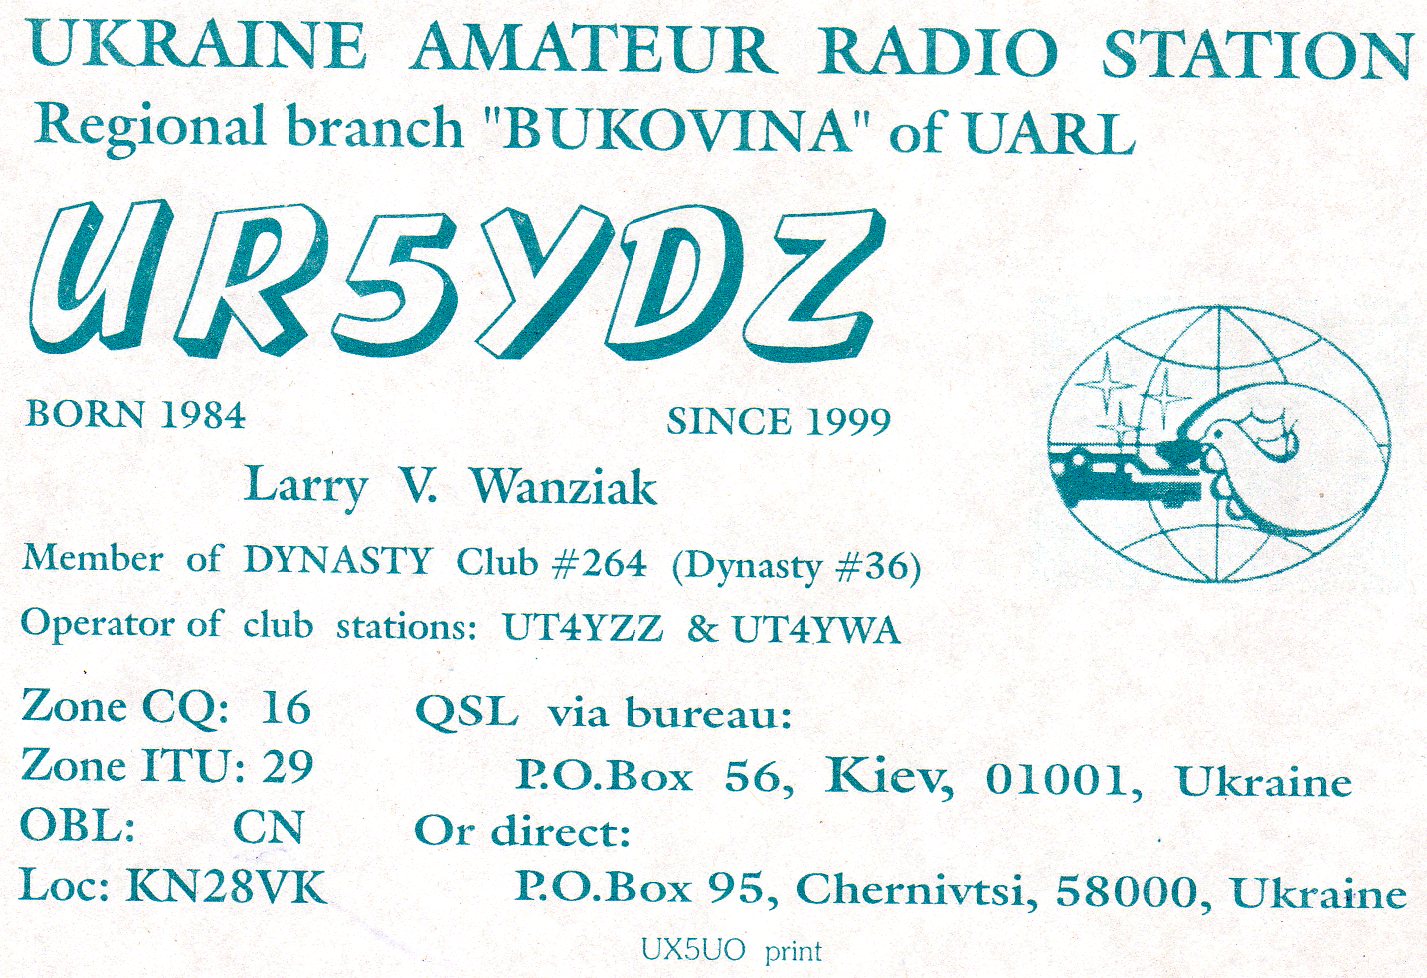 UKRAINE AMATEUR RADIO STATION
Regional branch "BUKOVINA" of UARL
UR5YDZ
BORN 1984 SINCE 1999
Larry V. Wanziak
Member of DYNASTY Club #264 (Dynasty #36)
Operator of club stations: UT4YZZ & UT4YWA
Zone CQ: 16 QSL via bureau:
Zone ITU: 29 P.O.Box 56, Kiev, 01001, Ukraine
OBL: CN Or direct:
Loc: KN28VK P.O.Box 95, Chernivtsi, 58000, Ukraine
UX5UO print